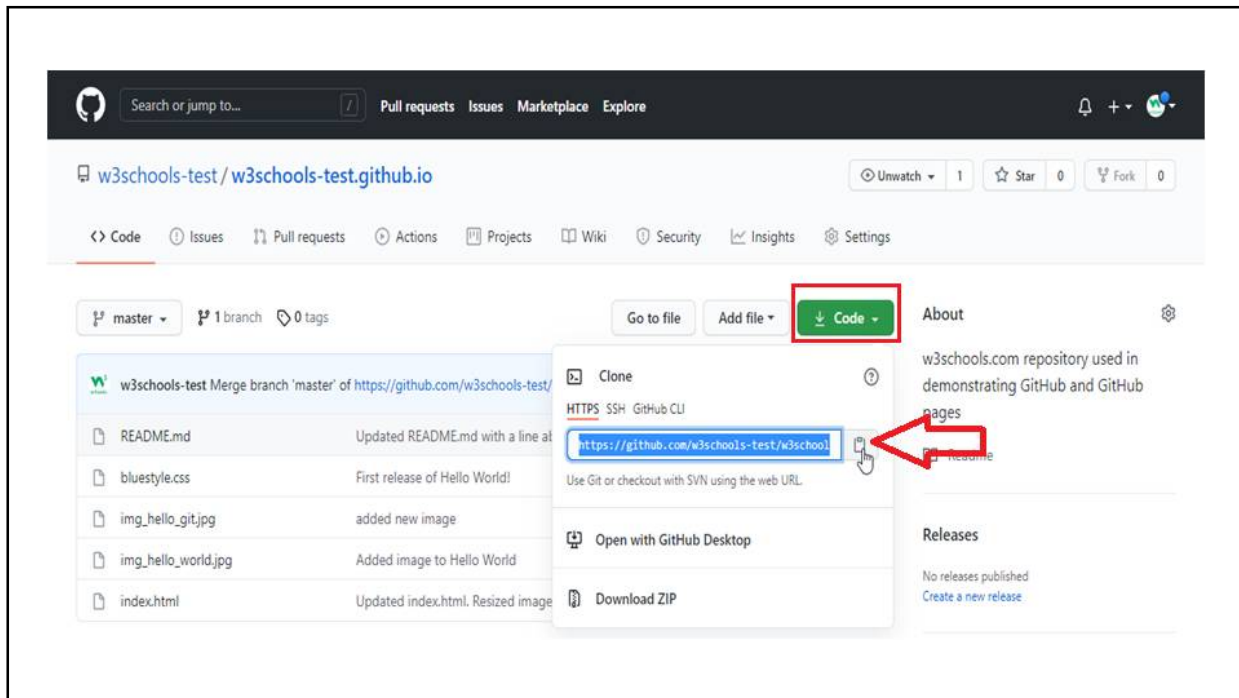 Search or jump to... /
Pull requests Issues Marketplace Explore
w3schools-test / w3schools-test.github.io
Unwatch 1 Star 0 Fork 0
Code Issues Pull requests Actions Projects Wiki Security Insights Settings
master 1 branch 0 tags
Go to file Add file Code
w3schools-test Merge branch 'master' of https://github.com/w3schools-test/
README.md Updated README.md with a line
bluestyle.css First release of Hello World!
img_hello_git.jpg added new image
img_hello_world.jpg Added image to Hello World
index.html Updated index.html. Resized image
Clone
HTTPS SSH GitHub CLI
https://github.com/w3schools-test/w3school
Use Git or checkout with SVN using the web URL.
Open with GitHub Desktop
Download ZIP
About
w3schools.com repository used in
demonstrating GitHub and GitHub
pages
Readme
Releases
No releases published
Create a new release